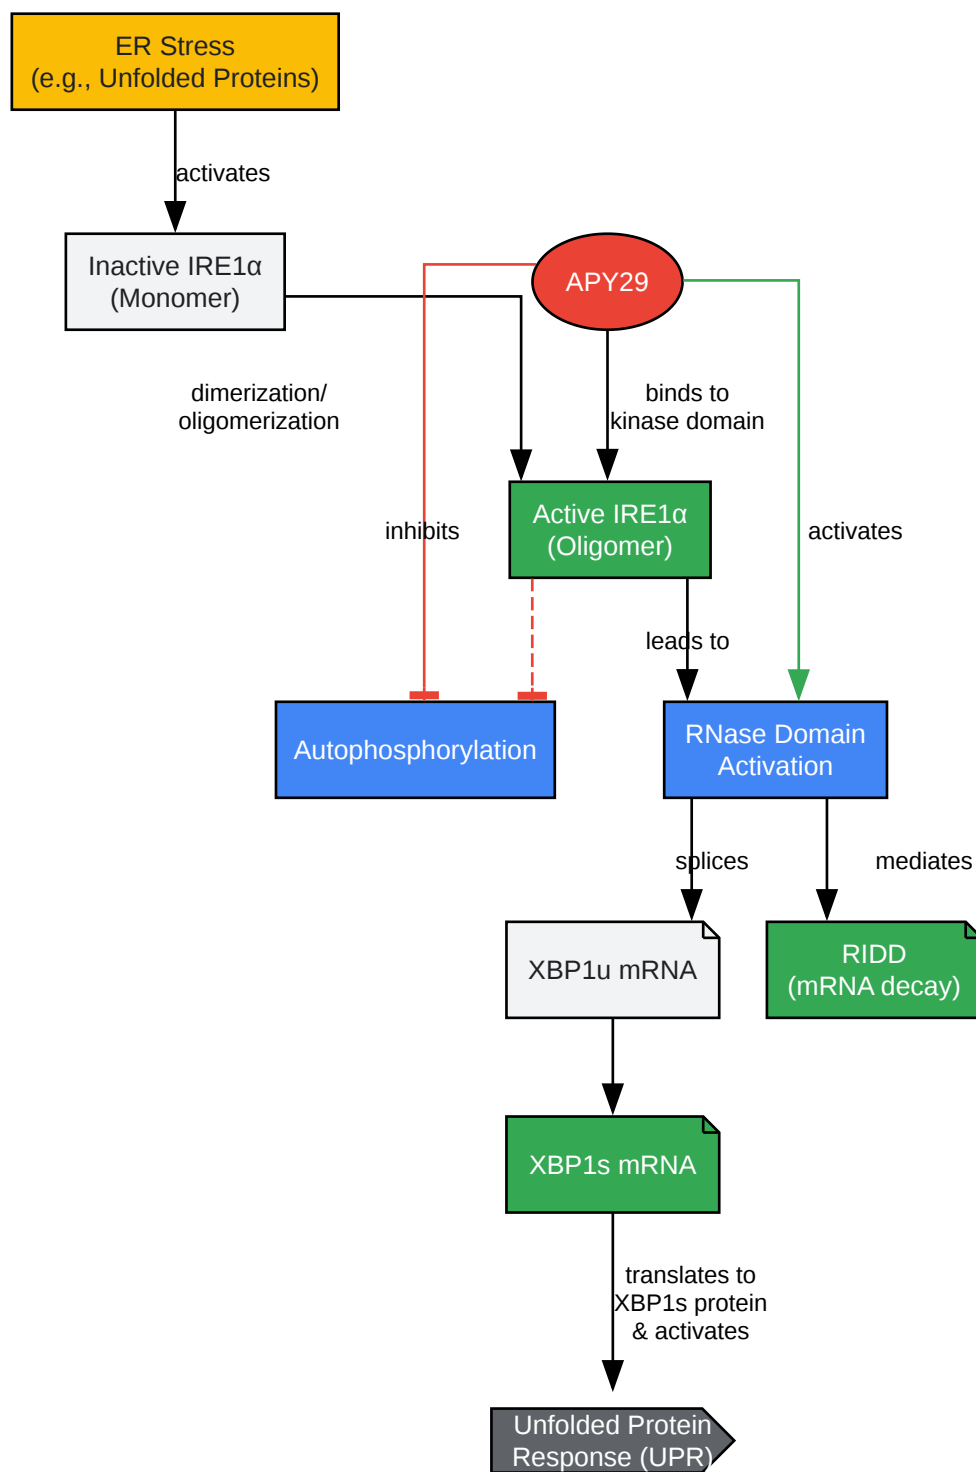 ER Stress
(e.g., Unfolded Proteins)
activates
Inactive IRE1α
(Monomer)
APY29
dimerization/
oligomerization
binds to
kinase domain
inhibits
Active IRE1α
(Oligomer)
activates
leads to
Autophosphorylation
RNase Domain
Activation
splices
mediates
XBP1u mRNA
RIDD
(mRNA decay)
XBP1s mRNA
translates to
XBP1s protein
& activates
Unfolded Protein
Response (UPR)